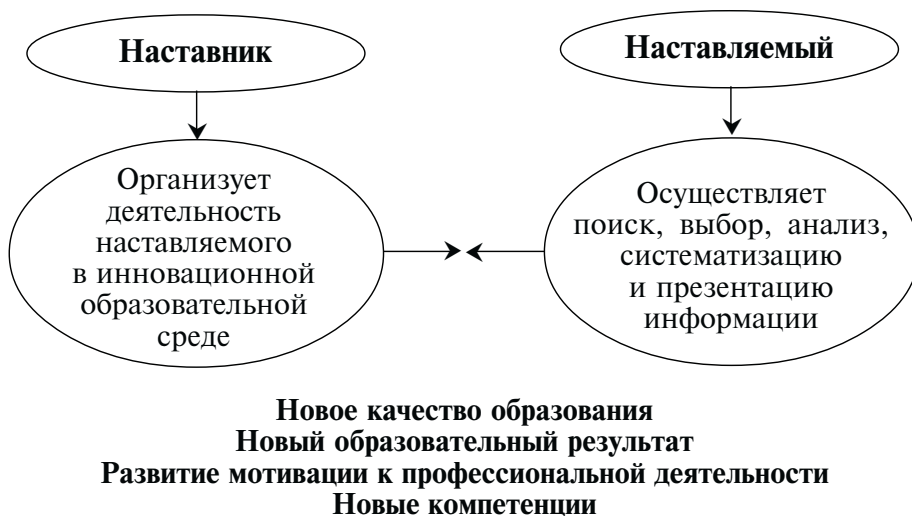 Наставник
Наставляемый
Организует
деятельность
наставляемого
в инновационной
образовательной
среде
Осуществляет
поиск, выбор, анализ,
систематизацию
и презентацию
информации
Новое качество образования
Новый образовательный результат
Развитие мотивации к профессиональной деятельности
Новые компетенции